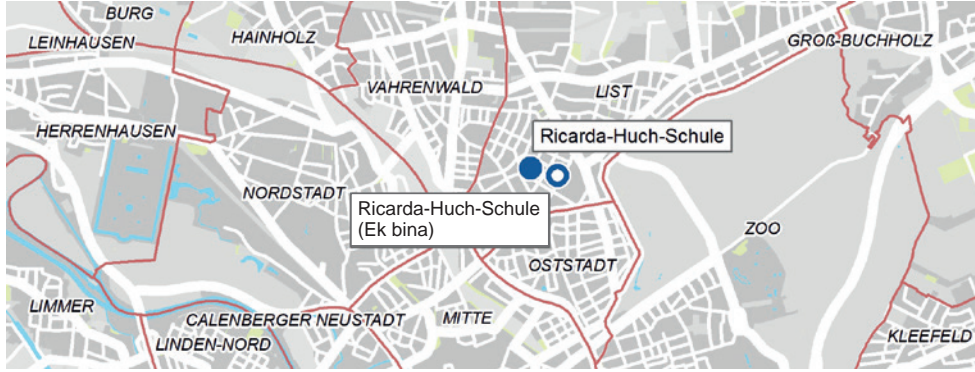 BURG
LEINHAUSEN
HAINHOLZ
GROß-BUCHHOLZ
VAHRENWALD
LIST
HERRENHAUSEN
Ricarda-Huch-Schule
NORDSTADT
Ricarda-Huch-Schule
(Ek bina)
ZOO
OSTSTADT
LIMMER
CALENBERGER NEUSTADT
MITTE
LINDEN-NORD
KLEEFELD